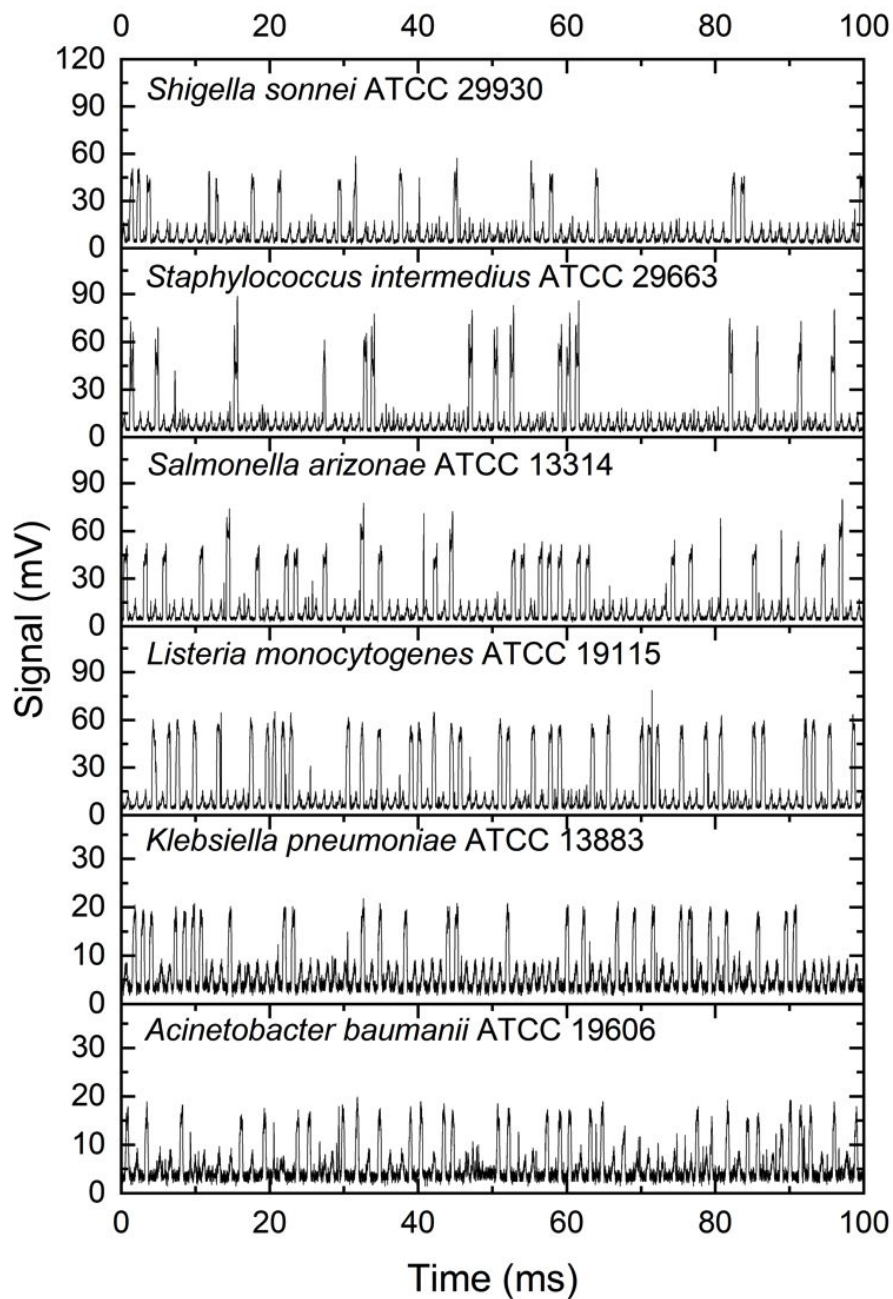 0 20 40 60 80 100
120
Shigella sonnei ATCC 29930
90
60
30
0
Staphylococcus intermedius ATCC 29663
90
60
30
0
Salmonella arizonae ATCC 13314
90
60
30
0
Signal (mV)
Listeria monocytogenes ATCC 19115
90
60
30
0
Klebsiella pneumoniae ATCC 13883
30
20
10
0
Acinetobacter baumanii ATCC 19606
30
20
10
0
0 20 40 60 80 100
Time (ms)